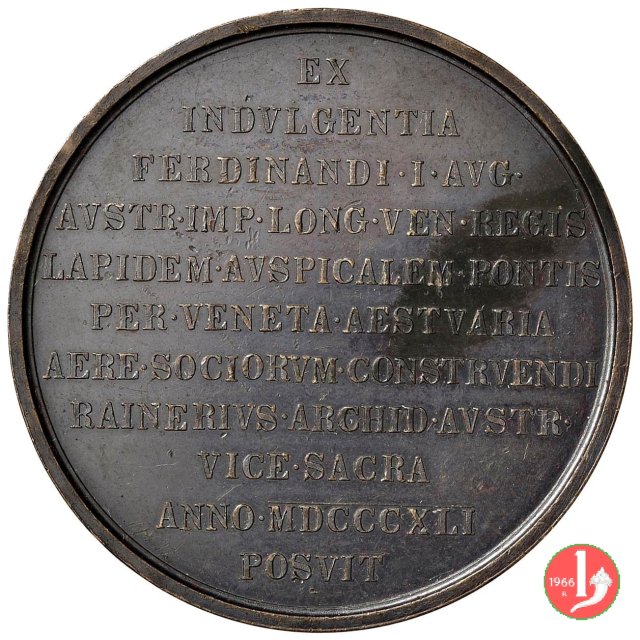 EX
INDVLGENTIA
FERDINANDI·I·AVG·
AVSTR·IMP·LONG·VEN·REGIS
LAPIDEM·AVSPICALEM·PONTIS
PER·VENETA·AESTVARIA
AERE·SOCIORVM·CONSTRVENDI
RAINERIVS·ARCHID·AVSTR·
VICE·SACRA
ANNO·MDCCCXLI
POSVIT
1966